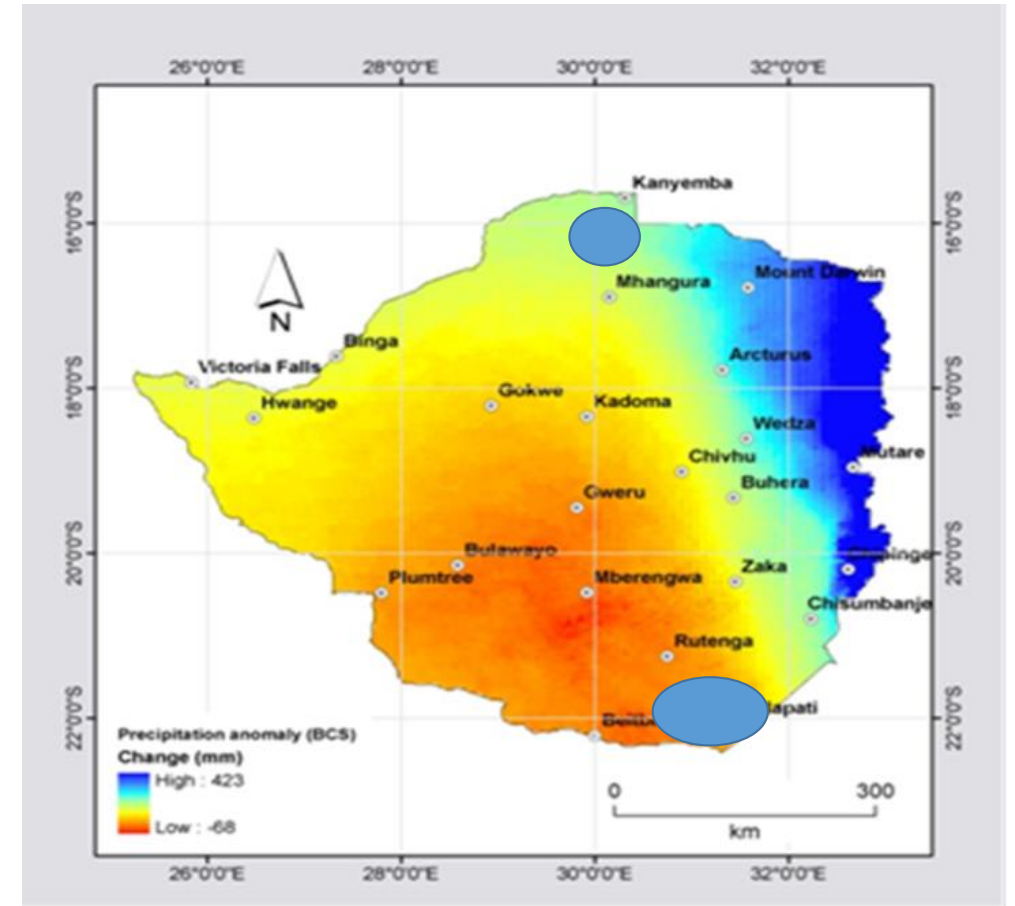 26°0'0"E 28°0'0"E 30°0'0"E 32°0'0"E
16°0'0"S
16°0'0"S
Kanyemba
Mount Darwin
Mhangura
N
Binga
Arcturus
Victoria Falls
18°0'0"S
18°0'0"S
Gokwe
Hwange
Kadoma
Wedza
Mutare
Chivhu
Buhera
Gweru
20°0'0"S
20°0'0"S
Bulawayo
Chipinge
Plumtree
Mberengwa
Zaka
Chisumbanje
Rutenga
22°0'0"S
22°0'0"S
lapati
Precipitation anomaly (BCS)
Change (mm)
High : 423
Low : -68
0 300
km
26°0'0"E 28°0'0"E 30°0'0"E 32°0'0"E